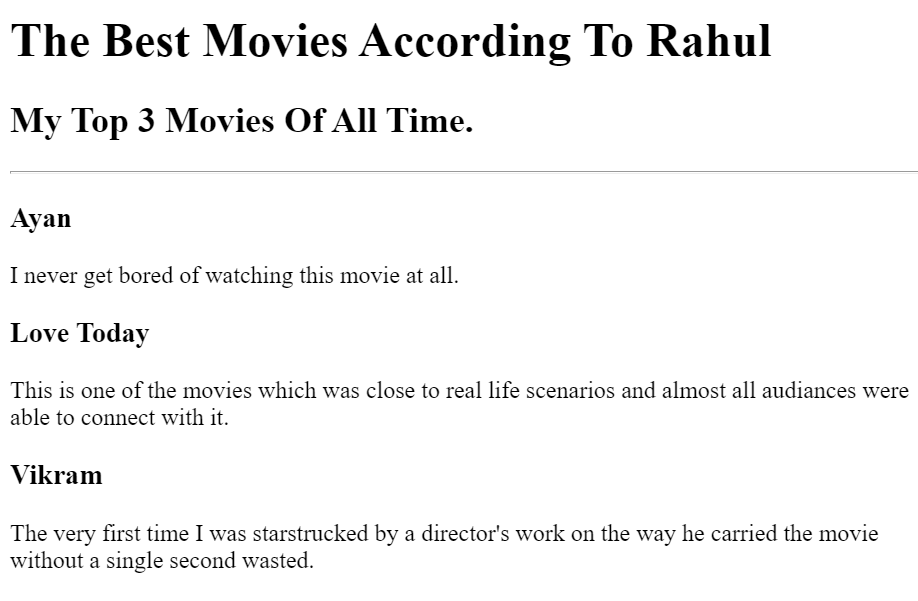 The Best Movies According To Rahul
My Top 3 Movies Of All Time.
Ayan
I never get bored of watching this movie at all.
Love Today
This is one of the movies which was close to real life scenarios and almost all audiances were
able to connect with it.
Vikram
The very first time I was starstrucked by a director's work on the way he carried the movie
without a single second wasted.